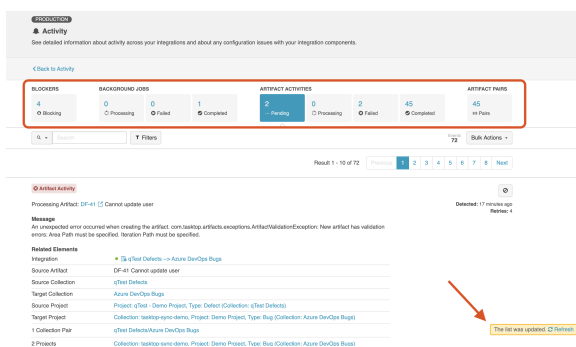 PRODUCTION
Activity
See detailed information about activity across your integrations and about any configuration issues with your integration components.
Back to Activity
BLOCKERS BACKGROUND JOBS ARTIFACT ACTIVITIES ARTIFACT PAIRS
4 0 0 1 2 0 2 45 45
Blocking Processing Failed Completed Pending Processing Failed Completed Pairs
Search Filters Events 72 Bulk Actions
Result 1 - 10 of 72 Previous 1 2 3 4 5 6 7 8 Next
Artifact Activity
Processing Artifact: DF-41 Cannot update user Detected: 17 minutes ago
Retries: 4
Message
An unexpected error occurred when creating the artifact. com.tasktop.artifacts.exceptions.ArtifactValidationException: New artifact has validation
errors: Area Path must be specified. Iteration Path must be specified.
Related Elements
Integration qTest Defects --> Azure DevOps Bugs
Source Artifact DF-41 Cannot update user
Source Collection qTest Defects
Target Collection Azure DevOps Bugs
Source Project Project: qTest - Demo Project, Type: Defect (Collection: qTest Defects)
Target Project Collection: tasktop-sync-demo, Project: Demo Project, Type: Bug (Collection: Azure DevOps Bugs)
The list was updated. Refresh
1 Collection Pair qTest Defects/Azure DevOps Bugs
2 Projects Collection: tasktop-sync-demo, Project: Demo Project, Type: Bug (Collection: Azure DevOps Bugs)